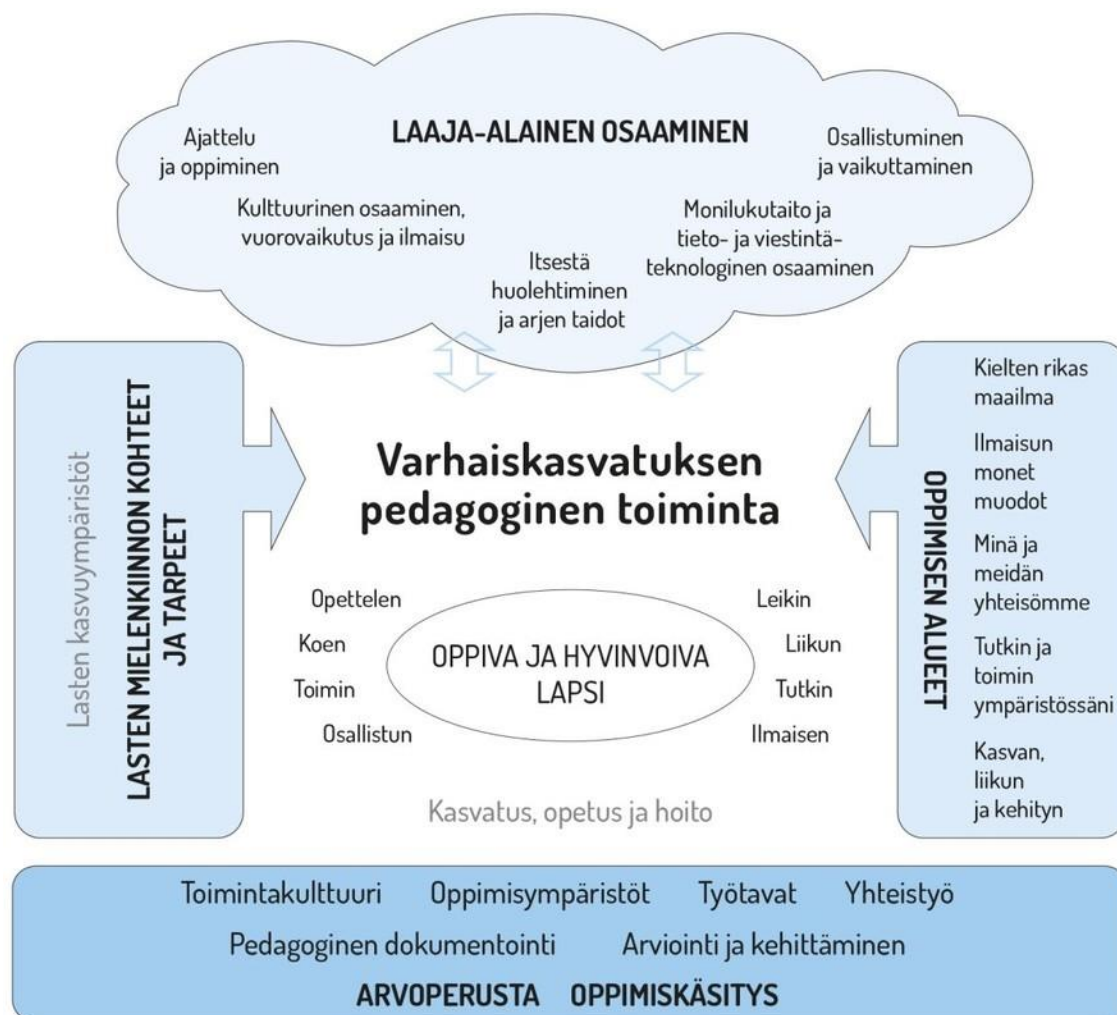 LAAJA-ALAINEN OSAAMINEN
Ajattelu
ja oppiminen
Kulttuurinen osaaminen,
vuorovaikutus ja ilmaisu
Itsestä
huolehtiminen
ja arjen taidot
Monilukutaito ja
tieto- ja viestintä-
teknologinen osaaminen
Osallistuminen
ja vaikuttaminen
Lasten kasvuympäristöt
LASTEN MIELENKIINNON KOHTEET
JA TARPEET
Varhaiskasvatuksen
pedagoginen toiminta
Opettelen
Koen
Toimin
Osallistun
OPPIVA JA HYVINVOIVA
LAPSI
Leikin
Liikun
Tutkin
Ilmaisen
Kasvatus, opetus ja hoito
OPPIMISEN ALUEET
Kielten rikas
maailma
Ilmaisun
monet
muodot
Minä ja
meidän
yhteisömme
Tutkin ja
toimin
ympäristössäni
Kasvan,
liikun
ja kehityn
Toimintakulttuuri Oppimisympäristöt Työtavat Yhteistyö
Pedagoginen dokumentointi Arviointi ja kehittäminen
ARVOPERUSTA OPPIMISKÄSITYS